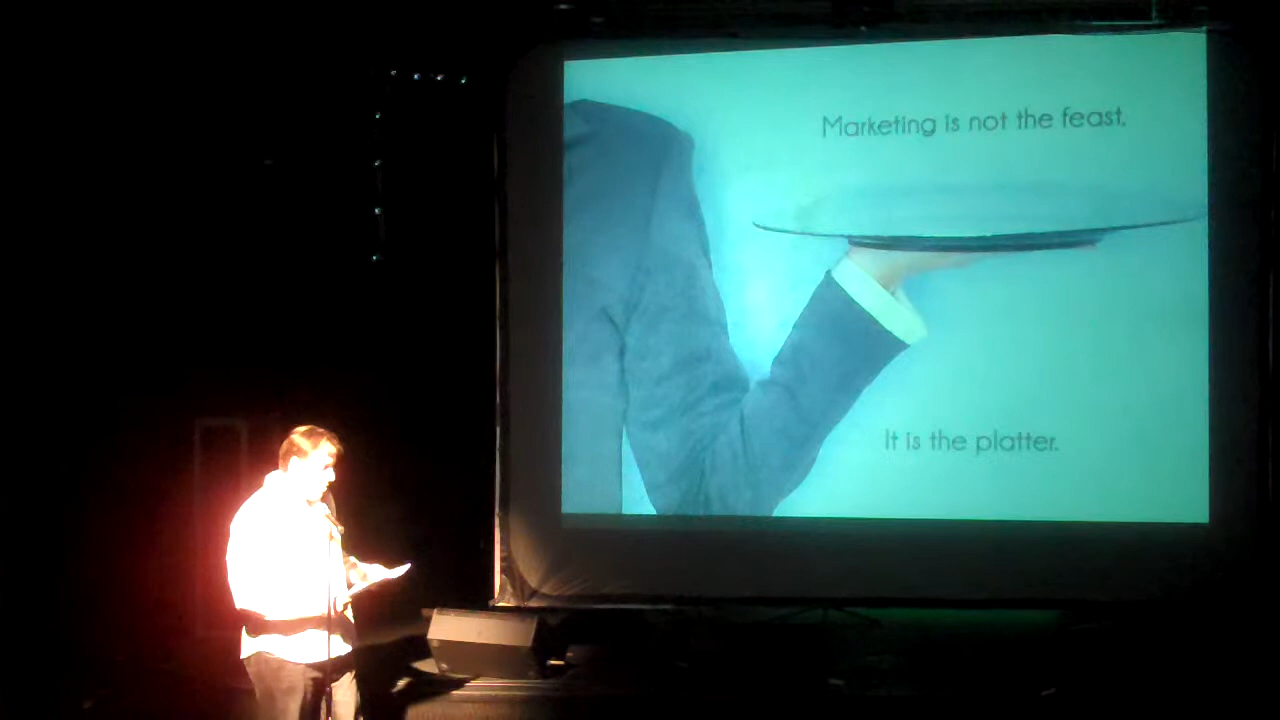 Marketing is not the feast.
It is the platter.